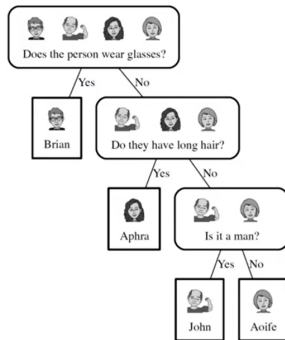 Does the person wear glasses?
Yes No
Brian
Do they have long hair?
Yes No
Aphra
Is it a man?
Yes No
John Aoife